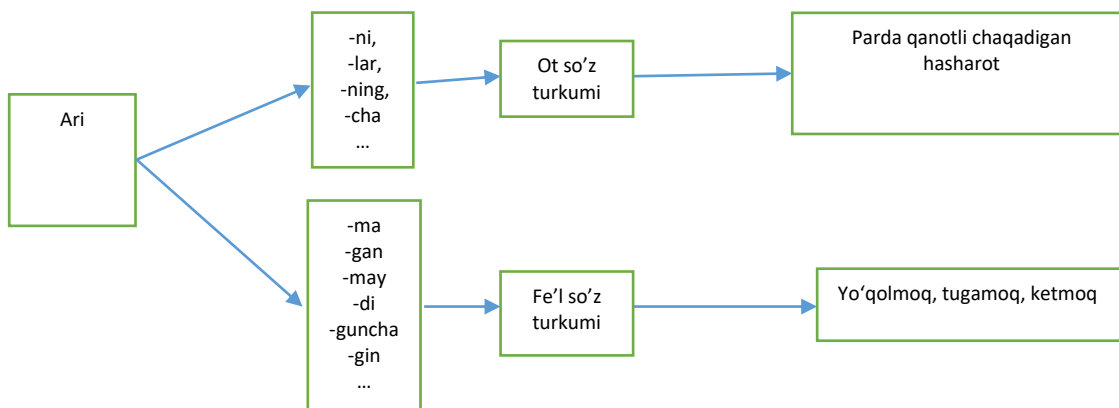 Ari
-ni,
-lar,
-ning,
-cha
...
Ot so’z
turkumi
Parda qanotli chaqadigan
hasharot
-ma
-gan
-may
-di
-guncha
-gin
...
Fe’l so’z
turkumi
Yo‘qolmoq, tugamoq, ketmoq